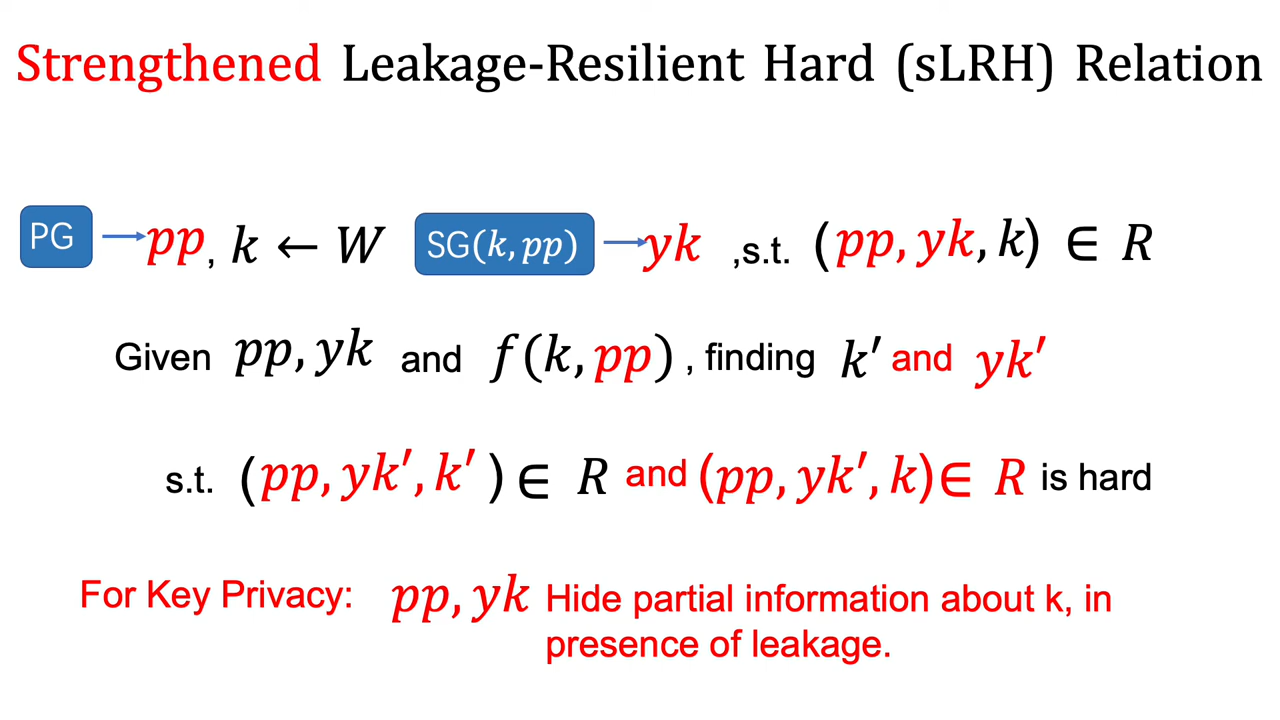 Strengthened Leakage-Resilient Hard (sLRH) Relation
PG → pp, k ← W SG(k, pp) → yk ,s.t. (pp, yk, k) ∈ R
Given pp, yk and f(k, pp) , finding k′ and yk′
s.t. (pp, yk′, k′) ∈ R and (pp, yk′, k) ∈ R is hard
For Key Privacy: pp, yk Hide partial information about k, in
presence of leakage.